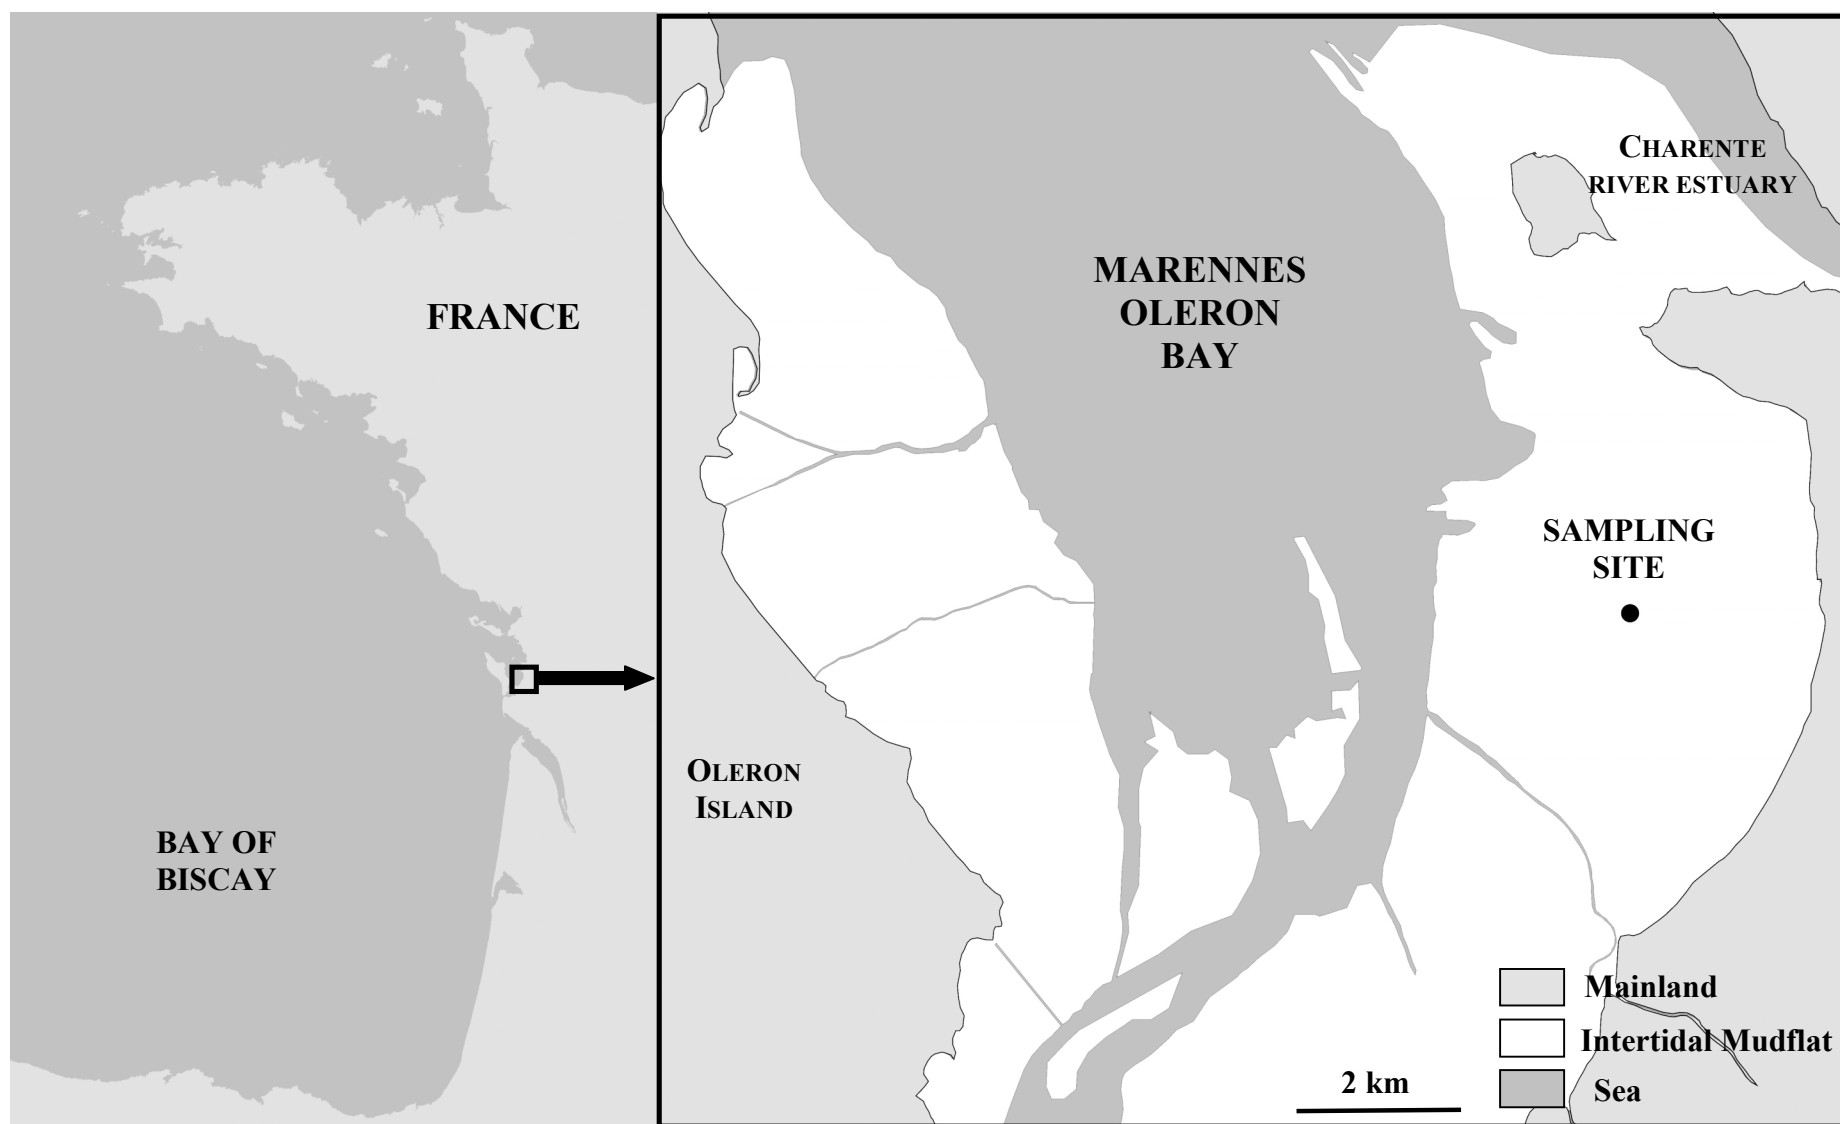 FRANCE
BAY OF
BISCAY
MARENNES
OLERON
BAY
CHARENTE
RIVER ESTUARY
SAMPLING
SITE
OLERON
ISLAND
Mainland
Intertidal Mudflat
Sea
2 km